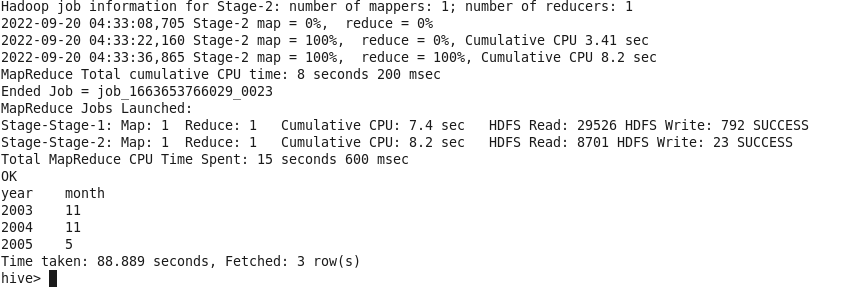 Hadoop job information for Stage-2: number of mappers: 1; number of reducers: 1
2022-09-20 04:33:08,705 Stage-2 map = 0%,  reduce = 0%
2022-09-20 04:33:22,160 Stage-2 map = 100%,  reduce = 0%, Cumulative CPU 3.41 sec
2022-09-20 04:33:36,865 Stage-2 map = 100%,  reduce = 100%, Cumulative CPU 8.2 sec
MapReduce Total cumulative CPU time: 8 seconds 200 msec
Ended Job = job_1663653766029_0023
MapReduce Jobs Launched:
Stage-Stage-1: Map: 1  Reduce: 1   Cumulative CPU: 7.4 sec   HDFS Read: 29526 HDFS Write: 792 SUCCESS
Stage-Stage-2: Map: 1  Reduce: 1   Cumulative CPU: 8.2 sec   HDFS Read: 8701 HDFS Write: 23 SUCCESS
Total MapReduce CPU Time Spent: 15 seconds 600 msec
OK
year    month
2003    11
2004    11
2005    5
Time taken: 88.889 seconds, Fetched: 3 row(s)
hive>